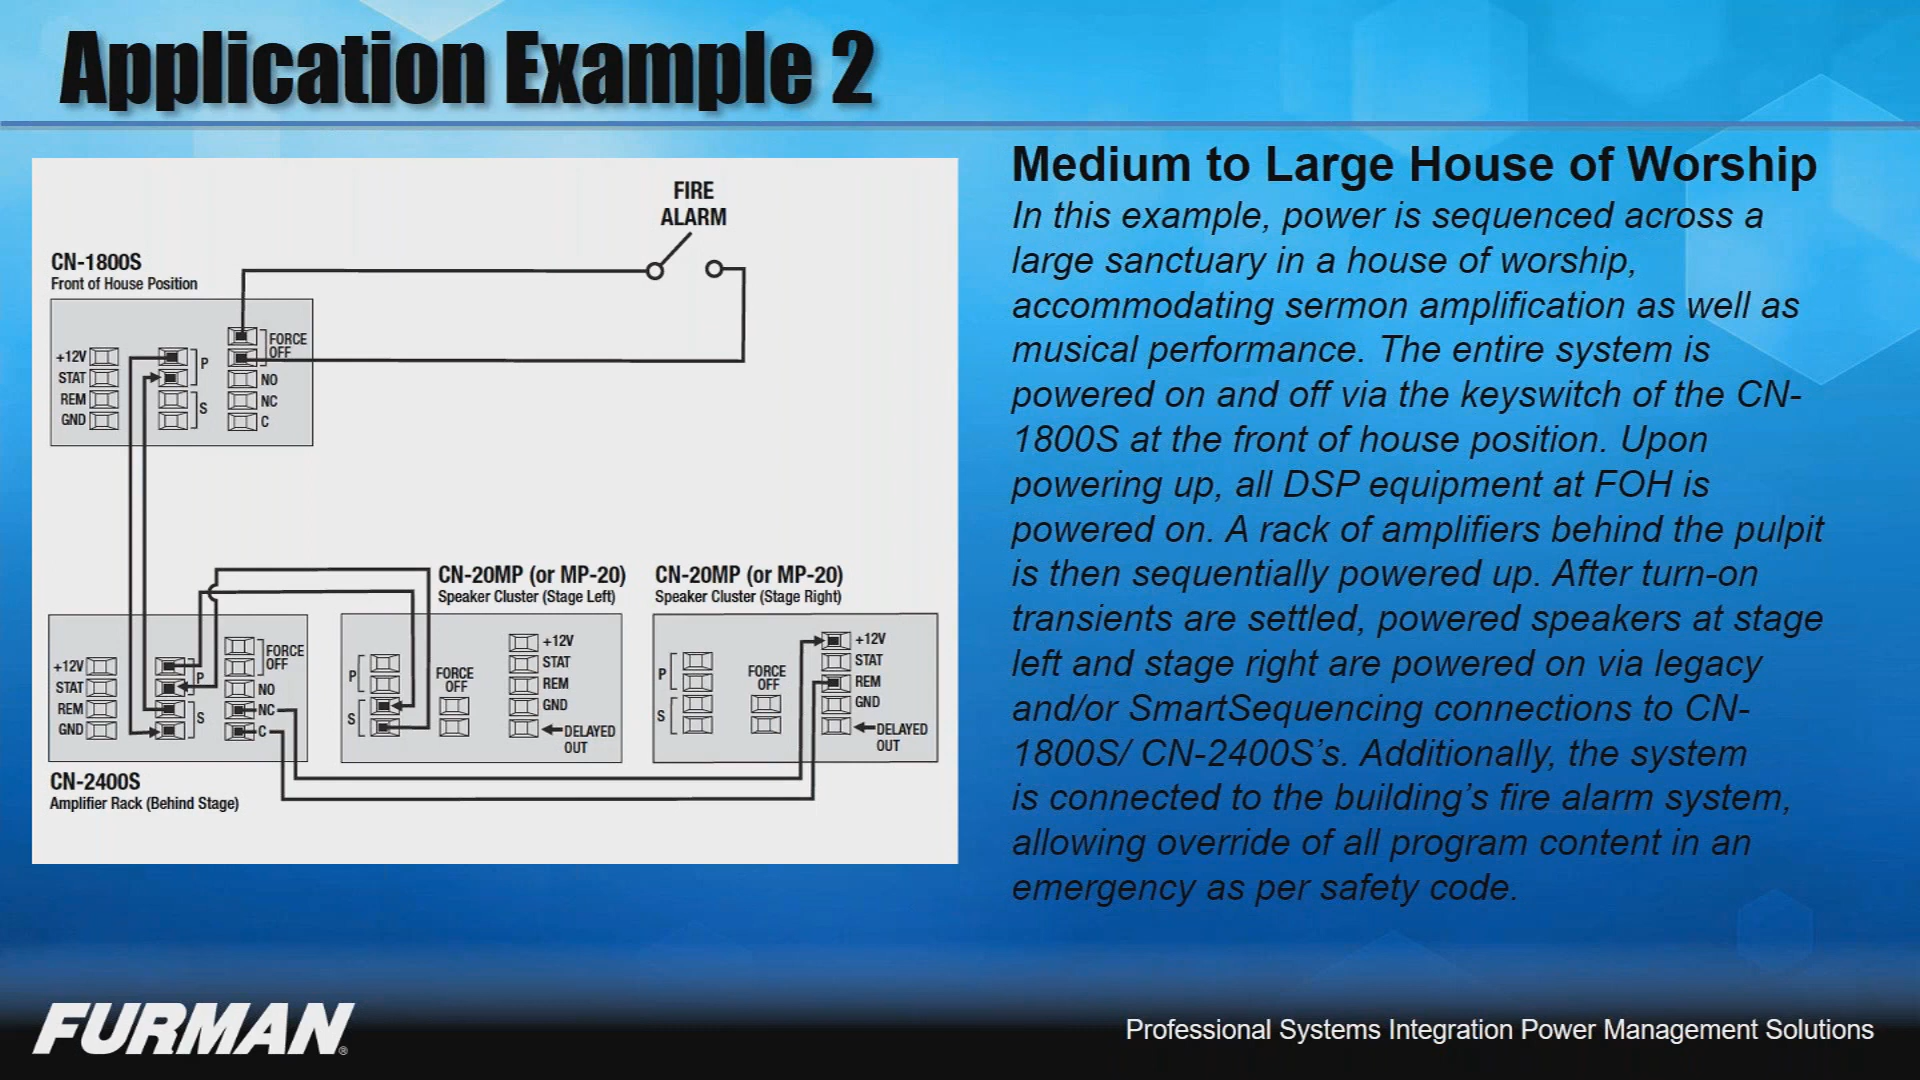 Application Example 2
FIRE
ALARM
CN-1800S
Front of House Position
FORCE
OFF
+12V
STAT
REM
GND
P
S
NO
NC
C
CN-20MP (or MP-20)
Speaker Cluster (Stage Left)
CN-20MP (or MP-20)
Speaker Cluster (Stage Right)
+12V
STAT
REM
GND
P
S
FORCE
OFF
NO
NC
C
P
S
FORCE
OFF
+12V
STAT
REM
GND
DELAYED
OUT
P
S
FORCE
OFF
+12V
STAT
REM
GND
DELAYED
OUT
CN-2400S
Amplifier Rack (Behind Stage)
Medium to Large House of Worship
In this example, power is sequenced across a
large sanctuary in a house of worship,
accommodating sermon amplification as well as
musical performance. The entire system is
powered on and off via the keyswitch of the CN-
1800S at the front of house position. Upon
powering up, all DSP equipment at FOH is
powered on. A rack of amplifiers behind the pulpit
is then sequentially powered up. After turn-on
transients are settled, powered speakers at stage
left and stage right are powered on via legacy
and/or SmartSequencing connections to CN-
1800S/ CN-2400S’s. Additionally, the system
is connected to the building’s fire alarm system,
allowing override of all program content in an
emergency as per safety code.
FURMAN®
Professional Systems Integration Power Management Solutions